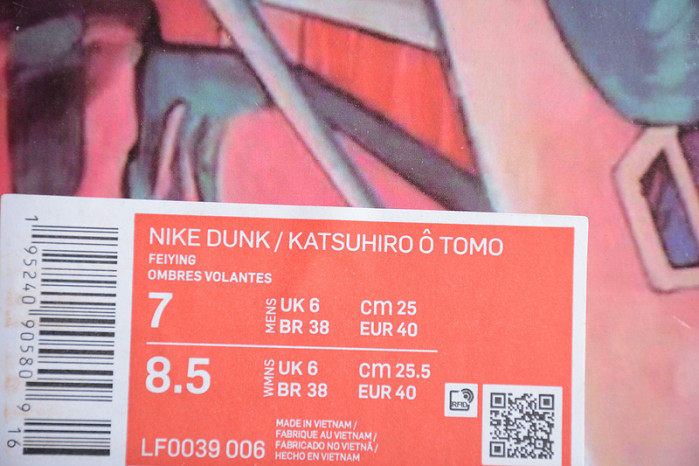 NIKE DUNK / KATSUHIRO Ô TOMO
FEIYING
OMBRES VOLANTES
7 MENS UK 6 cm 25
BR 38 EUR 40
8.5 WMNS UK 6 cm 25.5
BR 38 EUR 40
RFID
LF0039 006
MADE IN VIETNAM /
FABRIQUE AU VIETNAM /
FABRICADO NO VIETNÃ /
HECHO EN VIETNAM
1 95240 90580 9 16